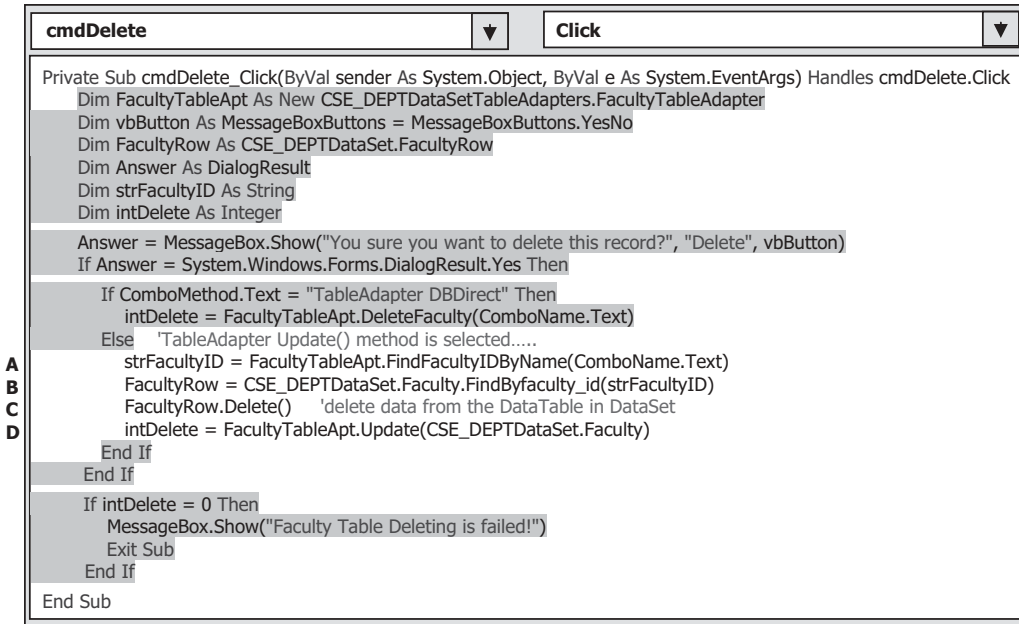 cmdDelete Click
Private Sub cmdDelete_Click(ByVal sender As System.Object, ByVal e As System.EventArgs) Handles cmdDelete.Click
Dim FacultyTableApt As New CSE_DEPTDataSetTableAdapters.FacultyTableAdapter
Dim vbButton As MessageBoxButtons = MessageBoxButtons.YesNo
Dim FacultyRow As CSE_DEPTDataSet.FacultyRow
Dim Answer As DialogResult
Dim strFacultyID As String
Dim intDelete As Integer
Answer = MessageBox.Show("You sure you want to delete this record?", "Delete", vbButton)
If Answer = System.Windows.Forms.DialogResult.Yes Then
If ComboMethod.Text = "TableAdapter DBDirect" Then
intDelete = FacultyTableApt.DeleteFaculty(ComboName.Text)
Else 'TableAdapter Update() method is selected…..
A strFacultyID = FacultyTableApt.FindFacultyIDByName(ComboName.Text)
B FacultyRow = CSE_DEPTDataSet.Faculty.FindByfaculty_id(strFacultyID)
C FacultyRow.Delete() 'delete data from the DataTable in DataSet
D intDelete = FacultyTableApt.Update(CSE_DEPTDataSet.Faculty)
End If
End If
If intDelete = 0 Then
MessageBox.Show("Faculty Table Deleting is failed!")
Exit Sub
End If
End Sub